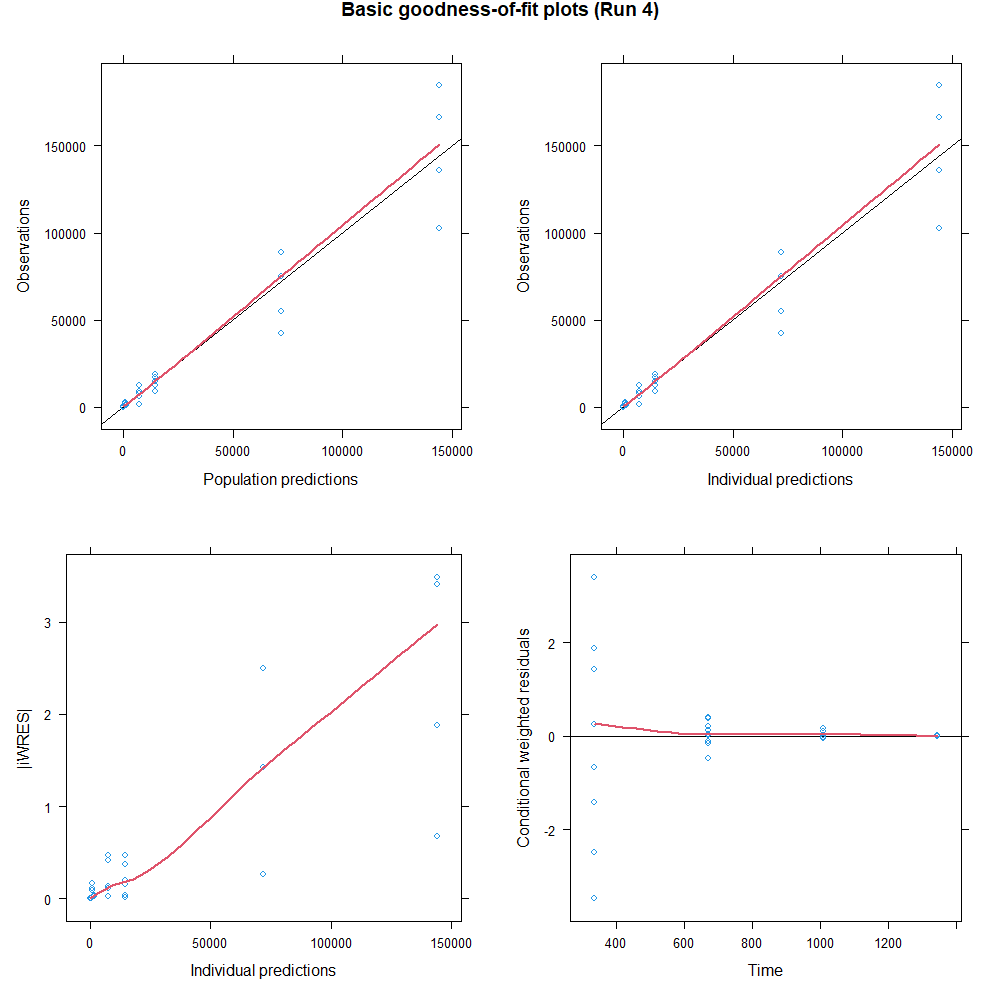 Basic goodness-of-fit plots (Run 4)
Observations
150000
100000
50000
0
0 50000 100000 150000
Population predictions
Observations
150000
100000
50000
0
0 50000 100000 150000
Individual predictions
|iWRES|
3
2
1
0
0 50000 100000 150000
Individual predictions
Conditional weighted residuals
2
0
-2
400 600 800 1000 1200
Time